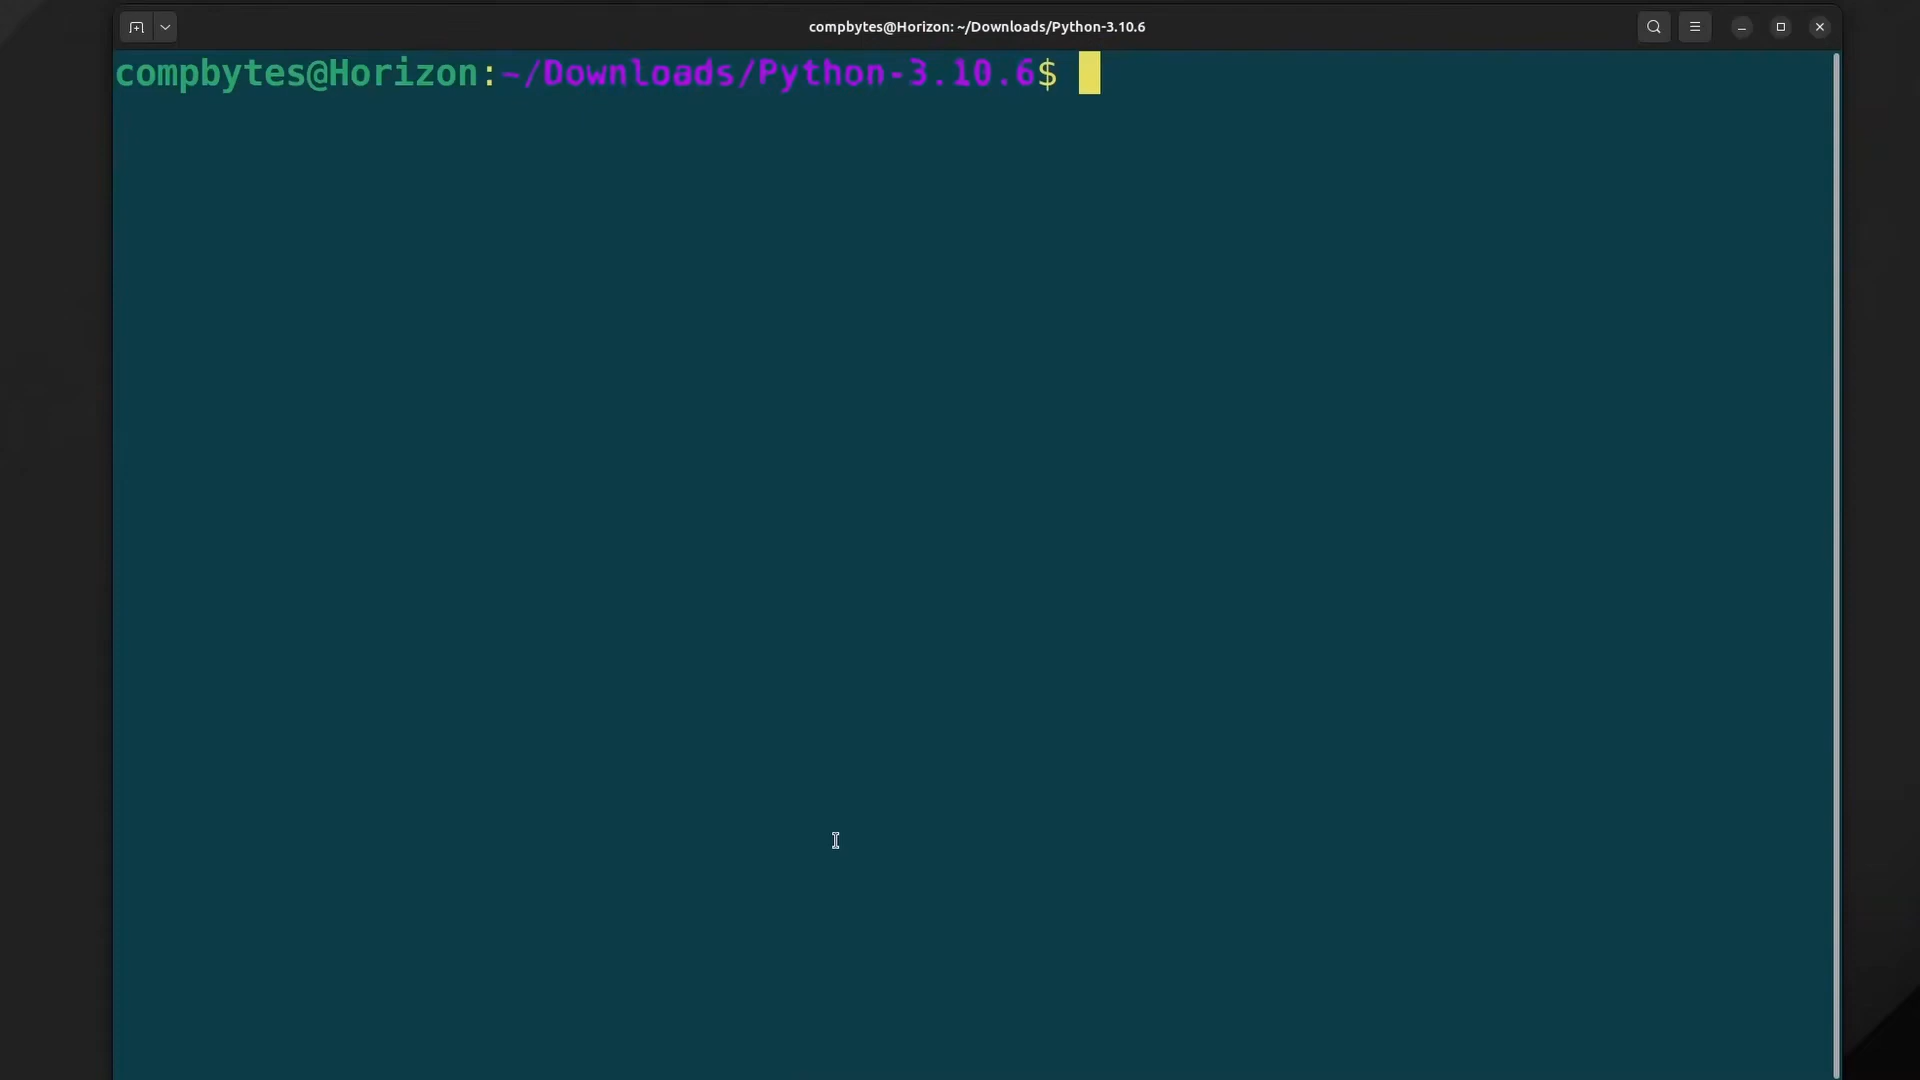 compbytes@Horizon: ~/Downloads/Python-3.10.6
compbytes@Horizon:~/Downloads/Python-3.10.6$